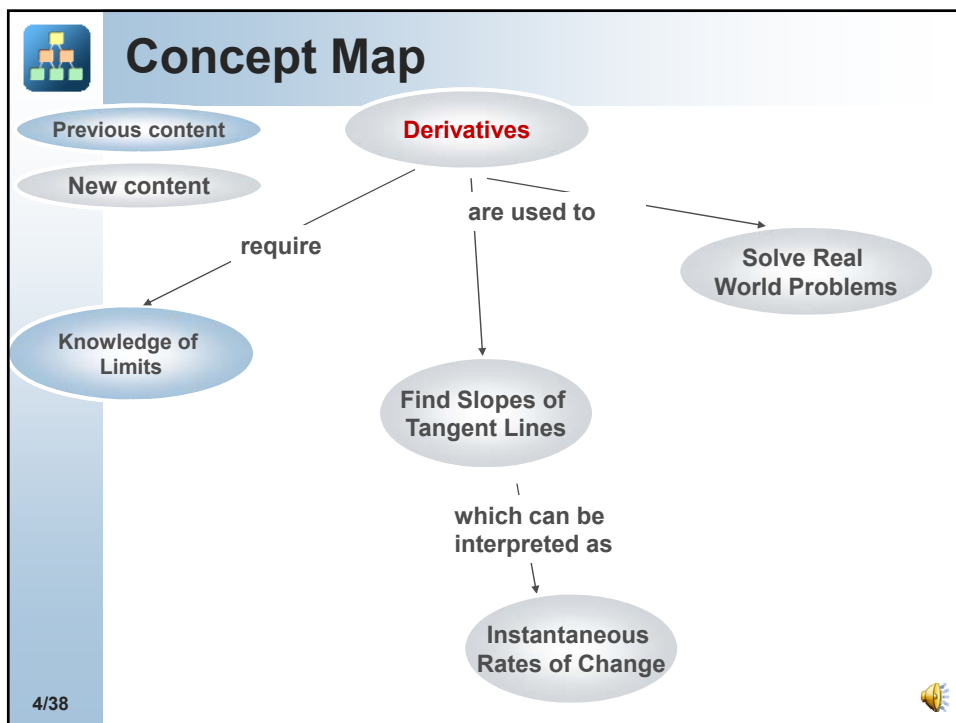 Concept Map
Previous content
New content
Derivatives
require
are used to
Solve Real
World Problems
Knowledge of
Limits
Find Slopes of
Tangent Lines
which can be
interpreted as
Instantaneous
Rates of Change
4/38